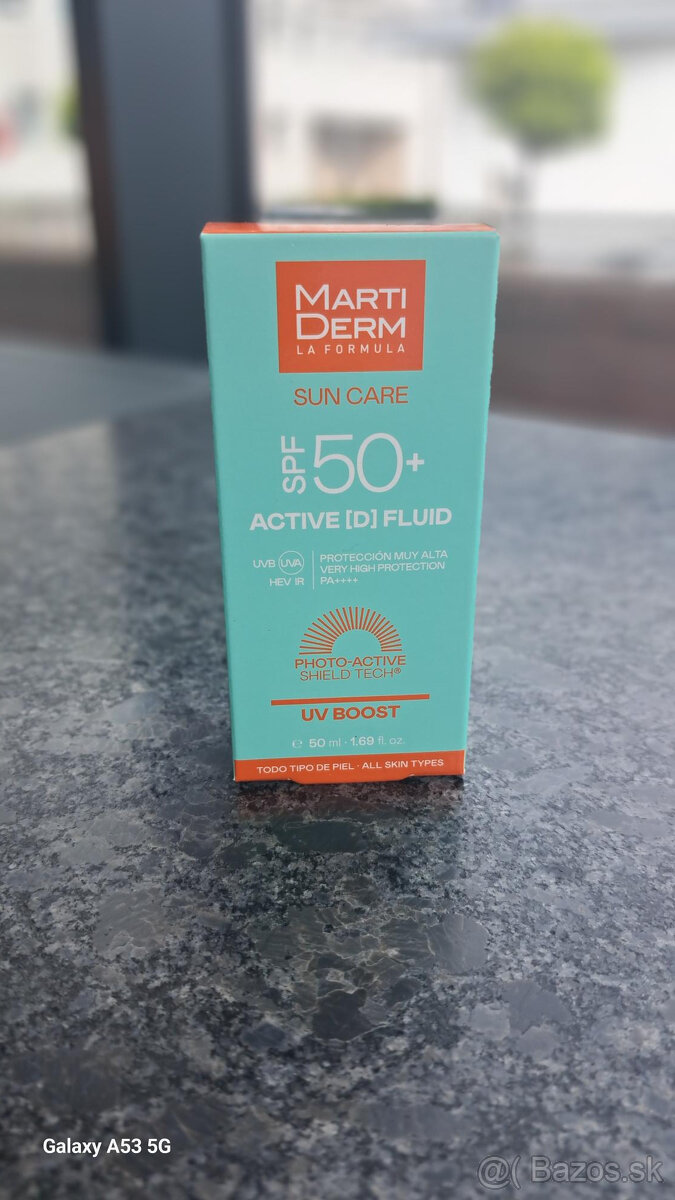 MARTI
DERM
LA FORMULA
SUN CARE
SPF 50+
ACTIVE [D] FLUID
UVB UVA
HEV IR
PROTECCIÓN MUY ALTA
VERY HIGH PROTECTION
PA++++
PHOTO-ACTIVE
SHIELD TECH®
UV BOOST
℮ 50 ml · 1.69 fl. oz.
TODO TIPO DE PIEL · ALL SKIN TYPES
Galaxy A53 5G
@( Bazos.sk